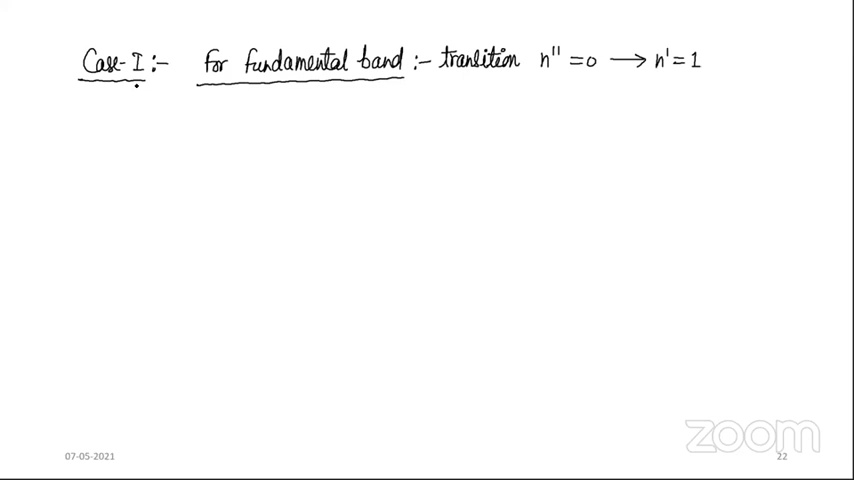 Case-I :- For fundamental band :- transition n'' = 0 → n' = 1
zoom
07-05-2021
22